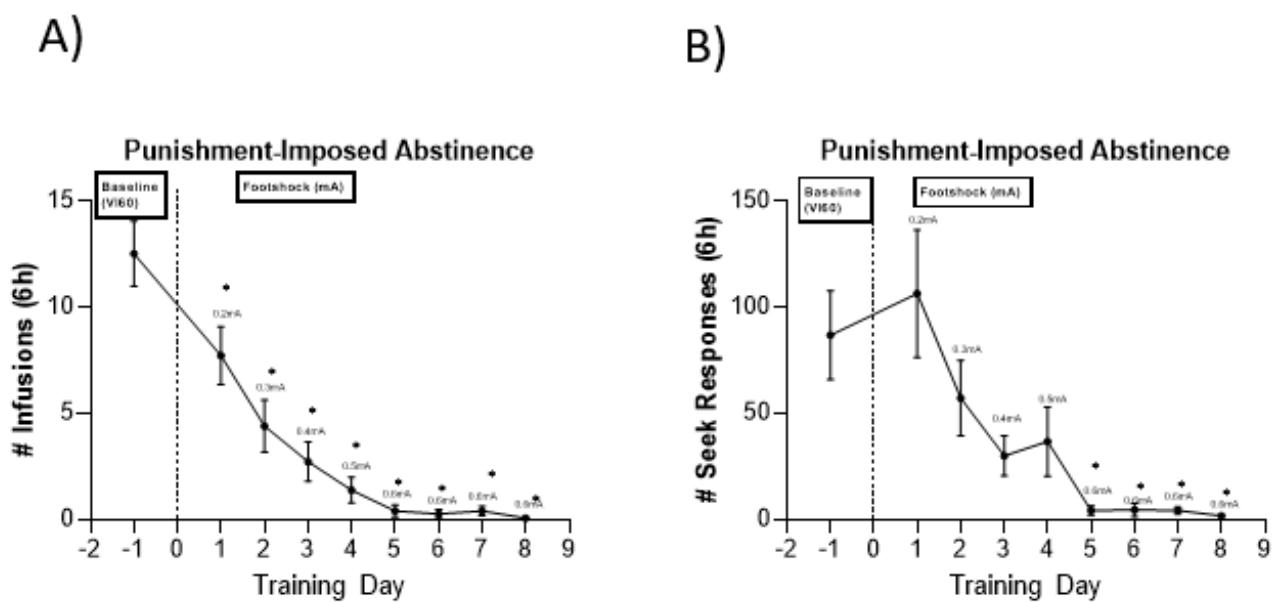 A)
B)
Punishment-Imposed Abstinence
Baseline
(VI60)
Footshock (mA)
# Infusions (6h)
15
10
5
0
0.2mA
0.3mA
0.4mA
0.5mA
0.6mA
0.6mA
0.6mA
0.6mA
* * * * * * * *
-2 -1 0 1 2 3 4 5 6 7 8 9
Training Day
Punishment-Imposed Abstinence
Baseline
(VI60)
Footshock (mA)
# Seek Responses (6h)
150
100
50
0
0.2mA
0.3mA
0.4mA
0.5mA
0.6mA
0.6mA
0.6mA
0.6mA
* * * *
-2 -1 0 1 2 3 4 5 6 7 8 9
Training Day